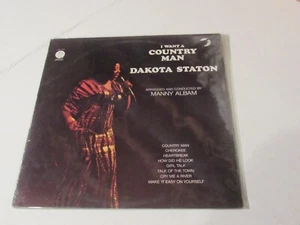 I WANT A
COUNTRY
MAN
DAKOTA STATON
ARRANGED AND CONDUCTED BY
MANNY ALBAM
COUNTRY MAN
CHEROKEE
HEARTBREAK
HOW DID HE LOOK
GIRL TALK
TALK OF THE TOWN
CRY ME A RIVER
MAKE IT EASY ON YOURSELF